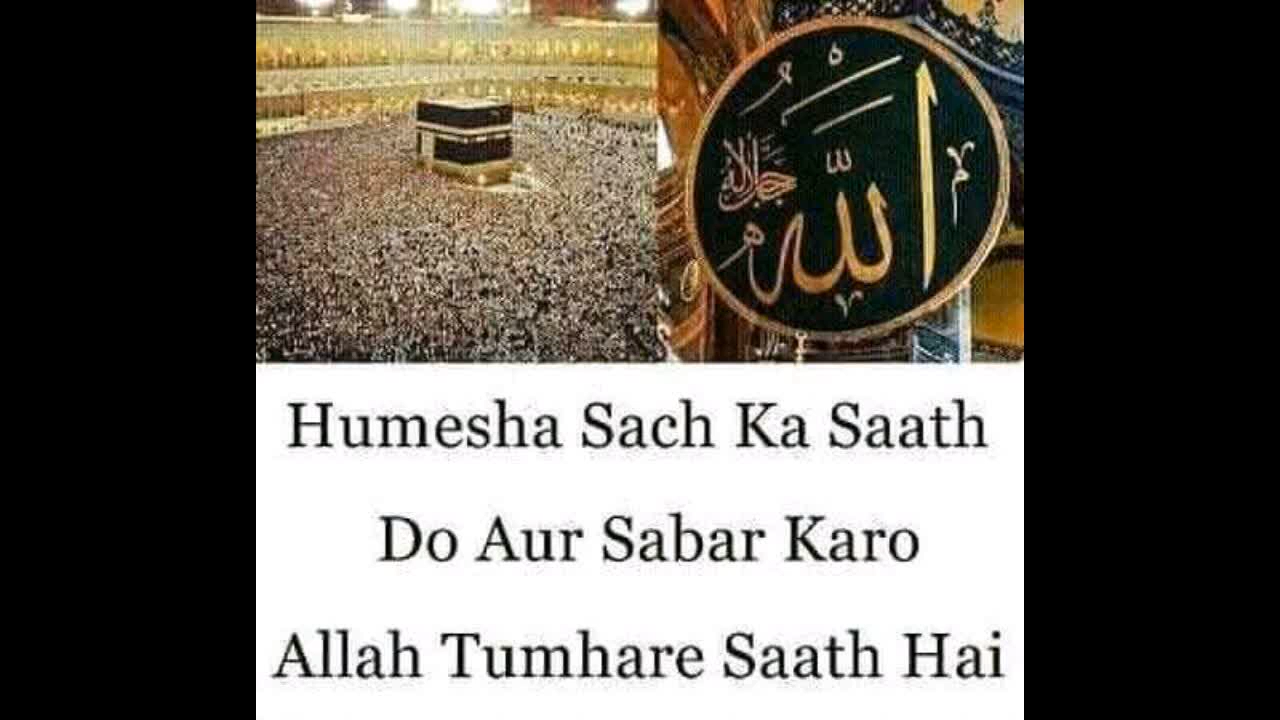 الله
جل جلاله
Humesha Sach Ka Saath
Do Aur Sabar Karo
Allah Tumhare Saath Hai